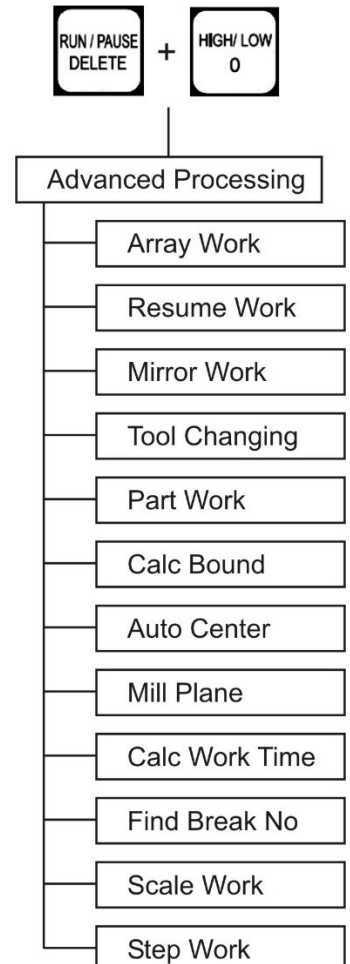 RUN / PAUSE
DELETE
+
HIGH/ LOW
0
Advanced Processing
Array Work
Resume Work
Mirror Work
Tool Changing
Part Work
Calc Bound
Auto Center
Mill Plane
Calc Work Time
Find Break No
Scale Work
Step Work